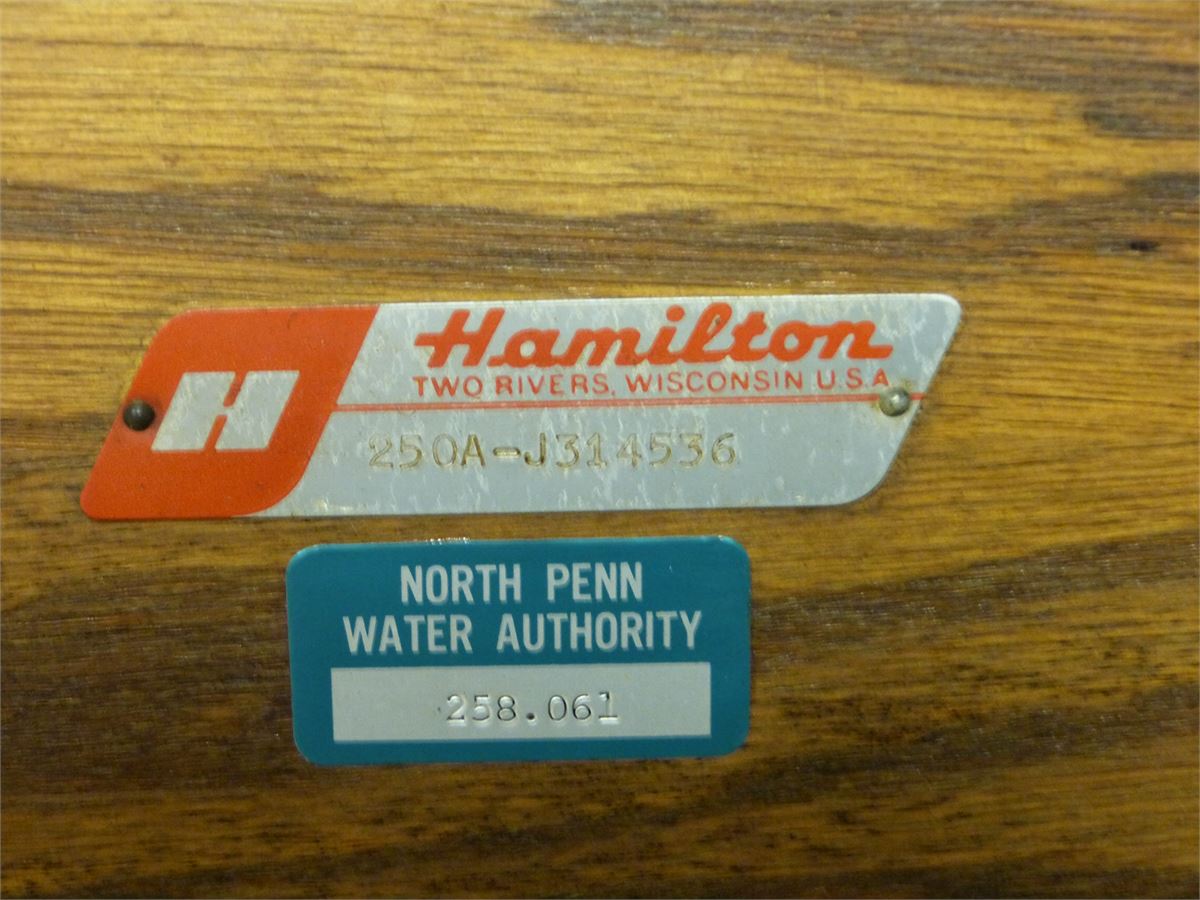 H
Hamilton
TWO RIVERS, WISCONSIN U.S.A
250A-J314536
NORTH PENN
WATER AUTHORITY
258.061